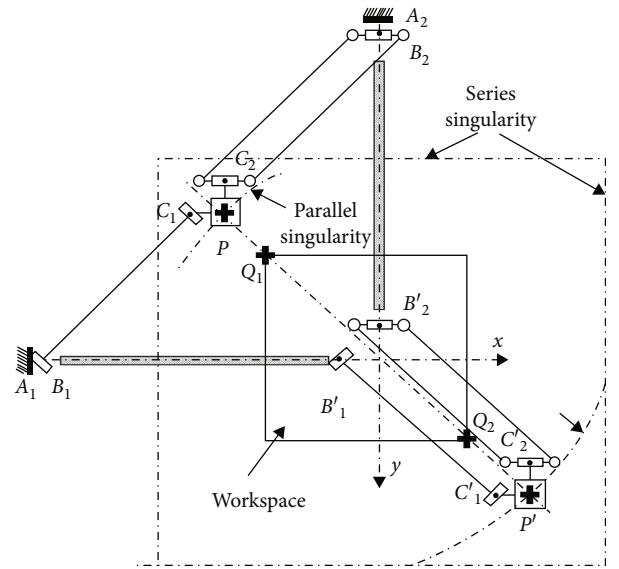 A2
B2
Series
singularity
C2
C1
Parallel
singularity
P
Q1
B'2
x
A1 B1
B'1
Q2
C'2
y
C'1
Workspace
P'